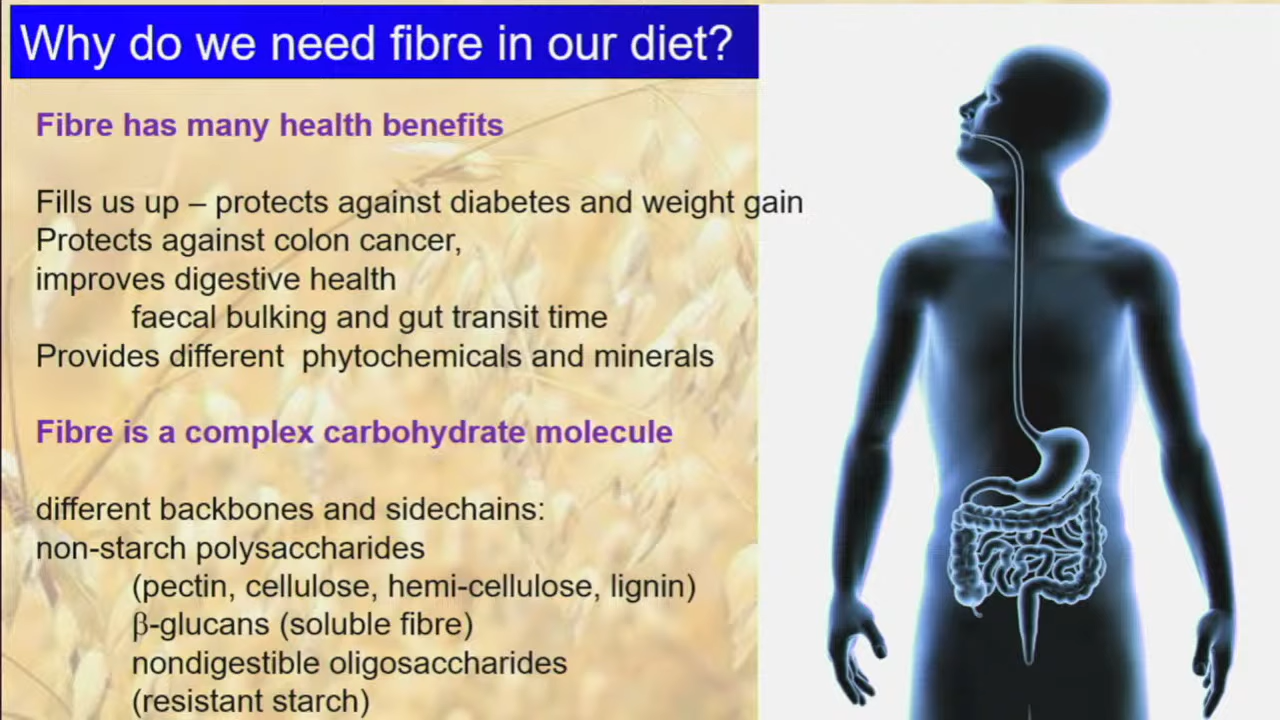 Why do we need fibre in our diet?
Fibre has many health benefits
Fills us up – protects against diabetes and weight gain
Protects against colon cancer,
improves digestive health
faecal bulking and gut transit time
Provides different phytochemicals and minerals
Fibre is a complex carbohydrate molecule
different backbones and sidechains:
non-starch polysaccharides
(pectin, cellulose, hemi-cellulose, lignin)
β-glucans (soluble fibre)
nondigestible oligosaccharides
(resistant starch)